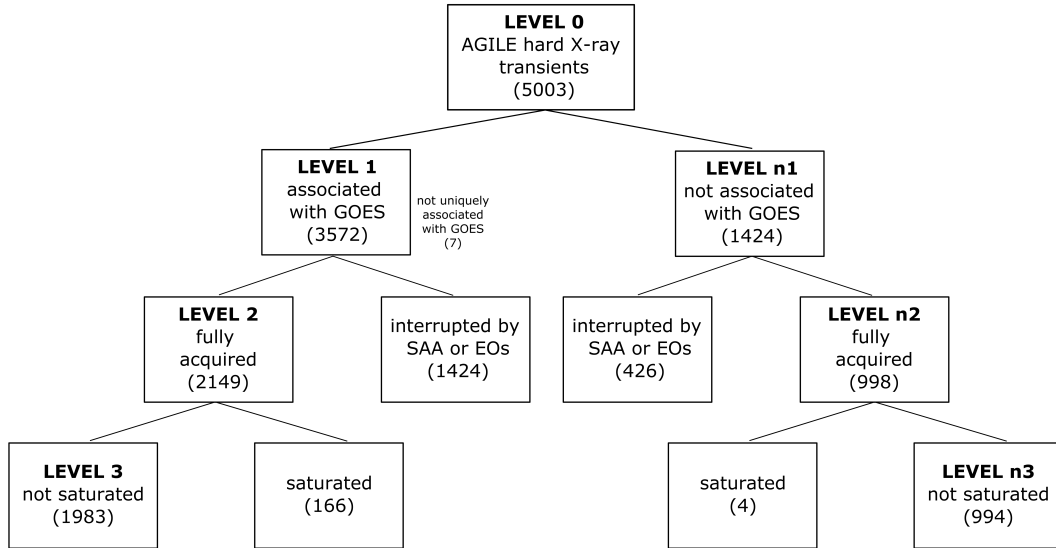 LEVEL 0
AGILE hard X-ray
transients
(5003)
LEVEL 1
associated
with GOES
(3572)
not uniquely
associated
with GOES
(7)
LEVEL n1
not associated
with GOES
(1424)
LEVEL 2
fully
acquired
(2149)
interrupted by
SAA or EOs
(1424)
interrupted by
SAA or EOs
(426)
LEVEL n2
fully
acquired
(998)
LEVEL 3
not saturated
(1983)
saturated
(166)
saturated
(4)
LEVEL n3
not saturated
(994)